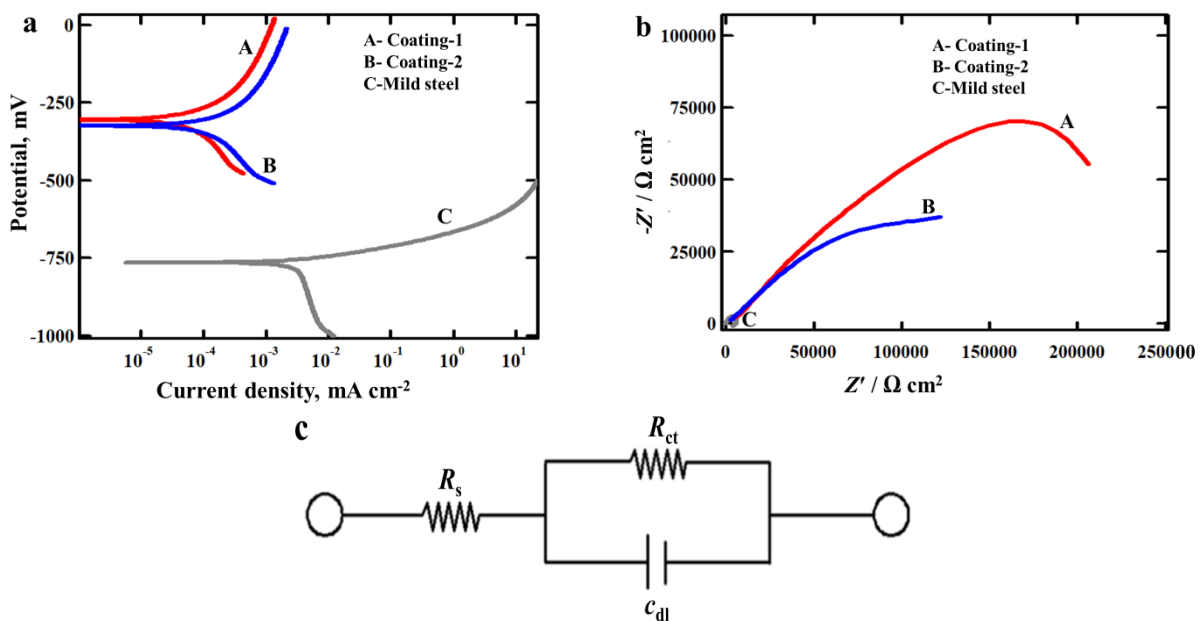 a
A- Coating-1
B- Coating-2
C-Mild steel
A
B
C
Potential, mV
0
-250
-500
-750
-1000
10-5
10-4
10-3
10-2
10-1
100
101
Current density, mA cm-2
b
A- Coating-1
B- Coating-2
C-Mild steel
A
B
C
-Z′ / Ω cm2
100000
75000
50000
25000
0
0
50000
100000
150000
200000
250000
Z′ / Ω cm2
c
Rs
Rct
cdl